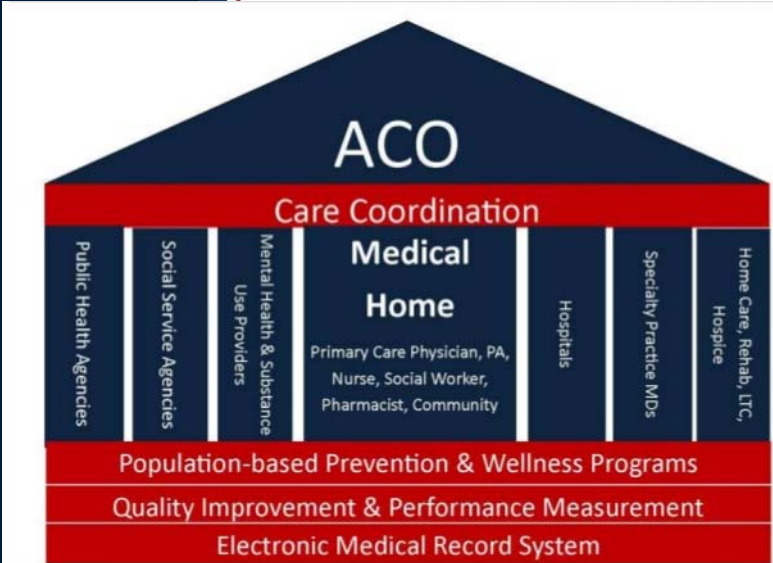 ACO
Care Coordination
Public Health Agencies
Social Service Agencies
Mental Health & Substance
Use Providers
Medical
Home
Primary Care Physician, PA,
Nurse, Social Worker,
Pharmacist, Community
Hospitals
Specialty Practice MDs
Home Care, Rehab, LTC,
Hospice
Population-based Prevention & Wellness Programs
Quality Improvement & Performance Measurement
Electronic Medical Record System